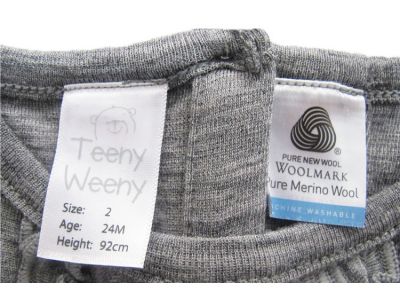 Teeny
Weeny
Size: 2
Age: 24M
Height: 92cm
PURE NEW WOOL
WOOLMARK
Pure Merino Wool
MACHINE WASHABLE